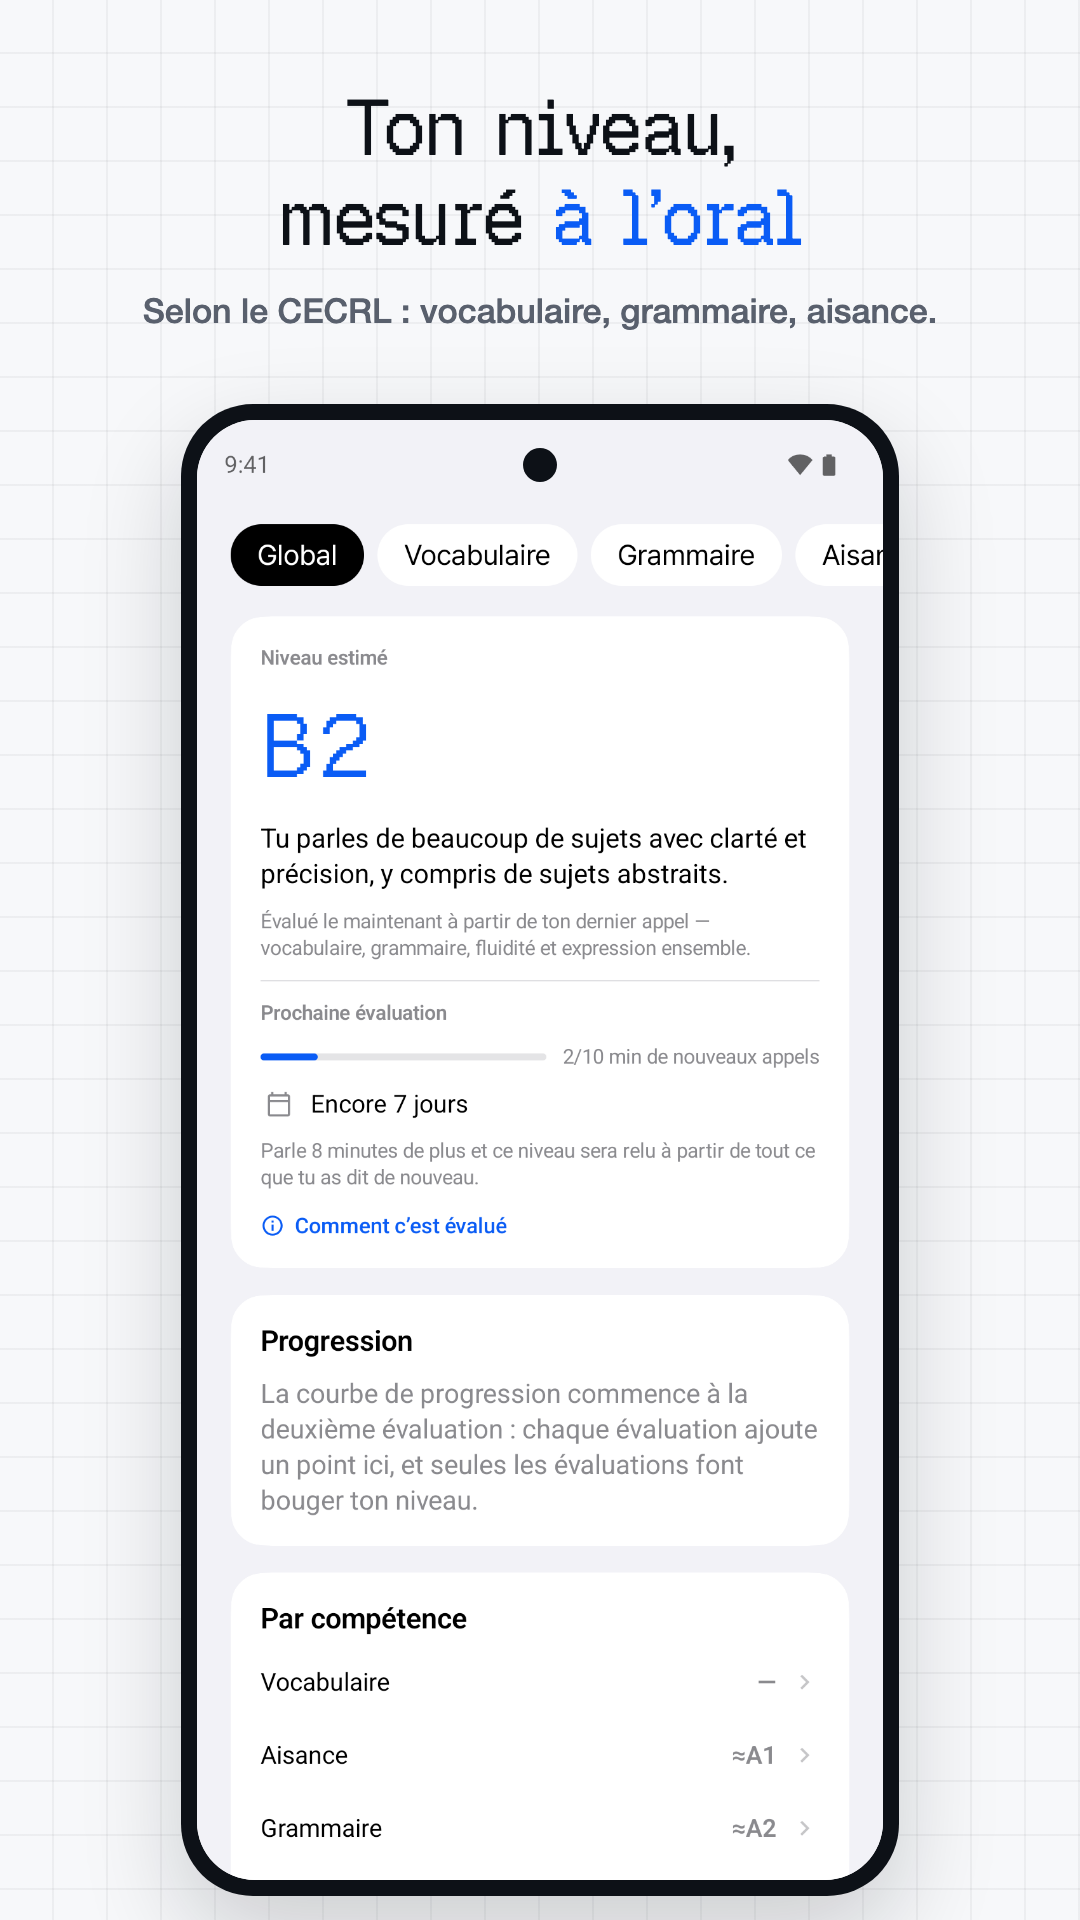 Ton niveau,
mesuré à l’oral
Selon le CECRL : vocabulaire, grammaire, aisance.
9:41
Global
Vocabulaire
Grammaire
Aisan
Niveau estimé
B2
Tu parles de beaucoup de sujets avec clarté et
précision, y compris de sujets abstraits.
Évalué le maintenant à partir de ton dernier appel —
vocabulaire, grammaire, fluidité et expression ensemble.
Prochaine évaluation
2/10 min de nouveaux appels
Encore 7 jours
Parle 8 minutes de plus et ce niveau sera relu à partir de tout ce
que tu as dit de nouveau.
Comment c’est évalué
Progression
La courbe de progression commence à la
deuxième évaluation : chaque évaluation ajoute
un point ici, et seules les évaluations font
bouger ton niveau.
Par compétence
Vocabulaire —
Aisance ≈A1
Grammaire ≈A2